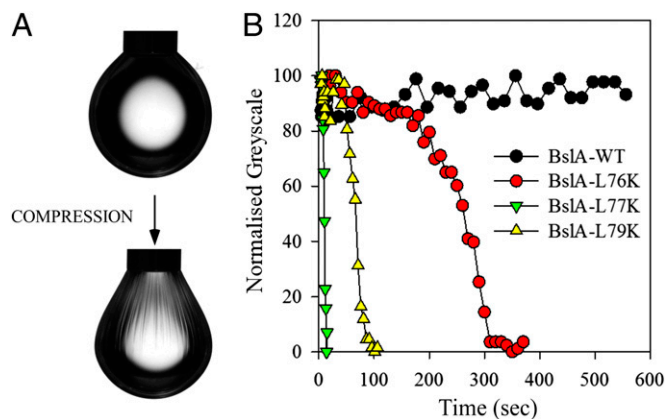 A
COMPRESSION
B
Normalised Greyscale
120
100
80
60
40
20
0
BslA-WT
BslA-L76K
BslA-L77K
BslA-L79K
0 100 200 300 400 500 600
Time (sec)